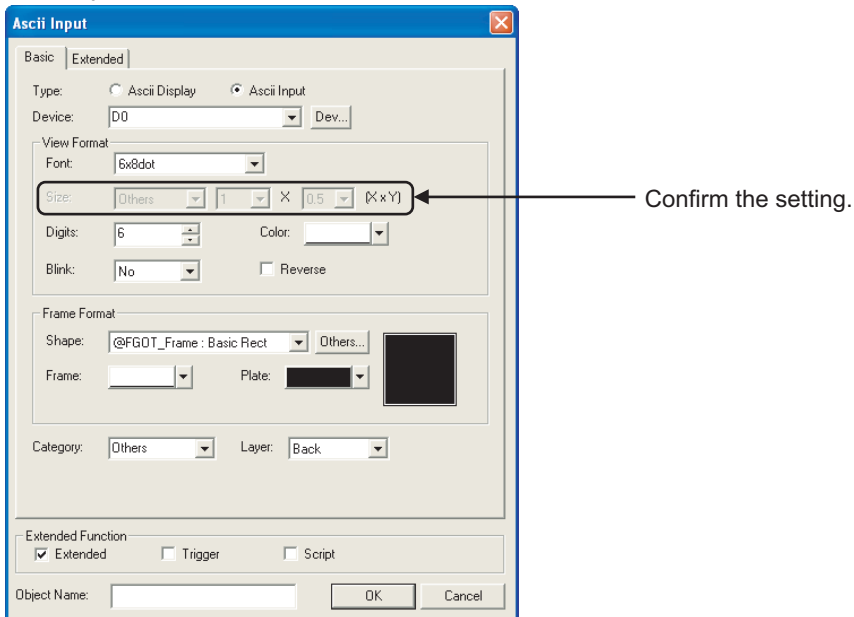 Ascii Input
Basic Extended
Type: Ascii Display Ascii Input
Device: D0 Dev...
View Format
Font: 6x8dot
Size: Others 1 X 0.5 (X x Y)
Confirm the setting.
Digits: 6 Color:
Blink: No Reverse
Frame Format
Shape: @FGOT_Frame : Basic Rect Others...
Frame: Plate:
Category: Others Layer: Back
Extended Function
Extended Trigger Script
Object Name: OK Cancel